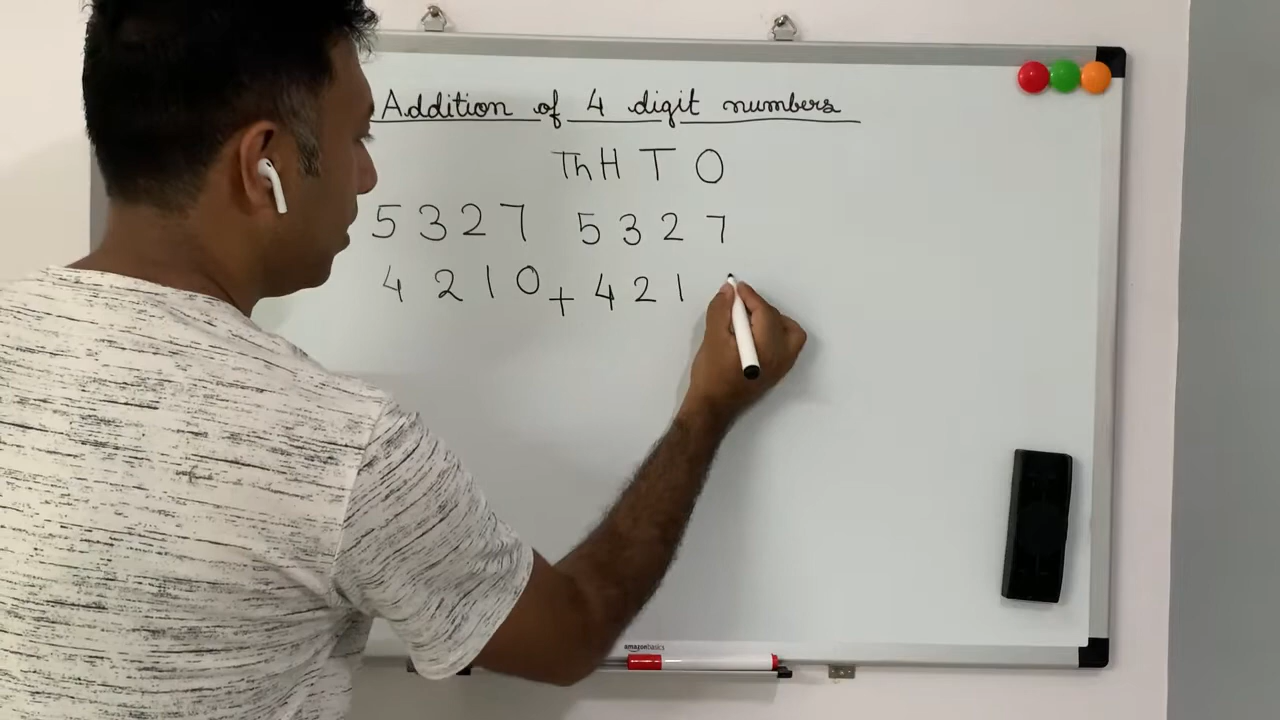 Addition of 4 digit numbers
Th H T O
5 3 2 7 5 3 2 7
4 2 1 0 + 4 2 1
amazonbasics